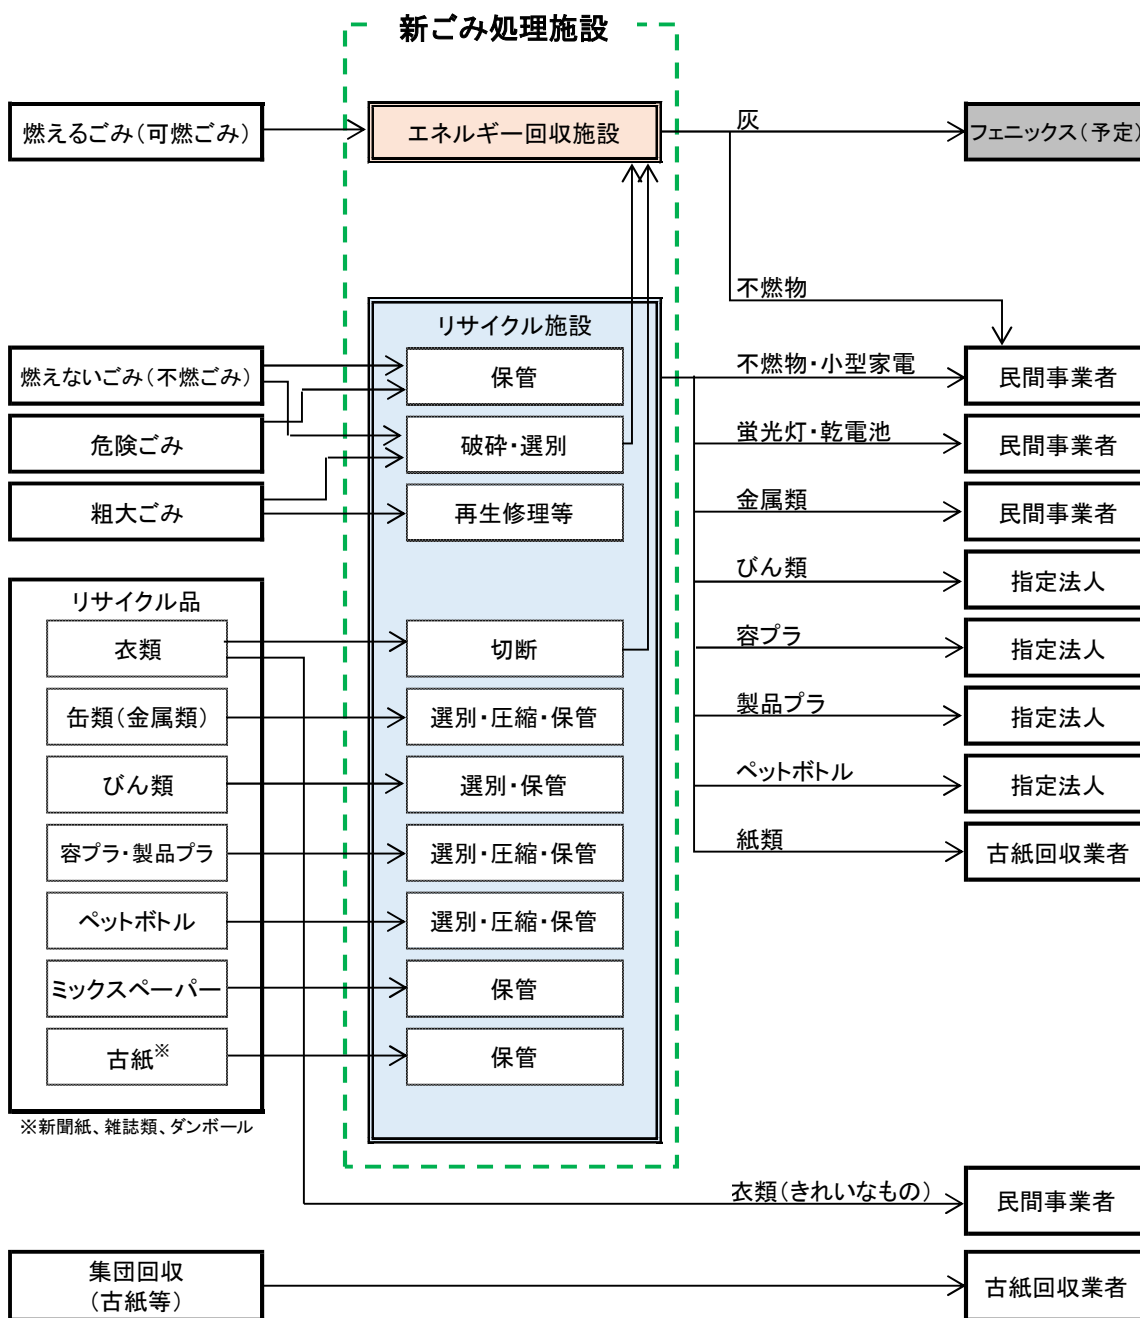 新ごみ処理施設
燃えるごみ（可燃ごみ）
エネルギー回収施設
灰
フェニックス（予定）
不燃物
リサイクル施設
燃えないごみ（不燃ごみ）
保管
不燃物・小型家電
民間事業者
危険ごみ
破砕・選別
蛍光灯・乾電池
民間事業者
粗大ごみ
再生修理等
金属類
民間事業者
びん類
指定法人
リサイクル品
衣類
切断
容プラ
指定法人
缶類（金属類）
選別・圧縮・保管
製品プラ
指定法人
びん類
選別・保管
ペットボトル
指定法人
容プラ・製品プラ
選別・圧縮・保管
紙類
古紙回収業者
ペットボトル
選別・圧縮・保管
ミックスペーパー
保管
古紙※
保管
※新聞紙、雑誌類、ダンボール
衣類（きれいなもの）
民間事業者
集団回収
（古紙等）
古紙回収業者